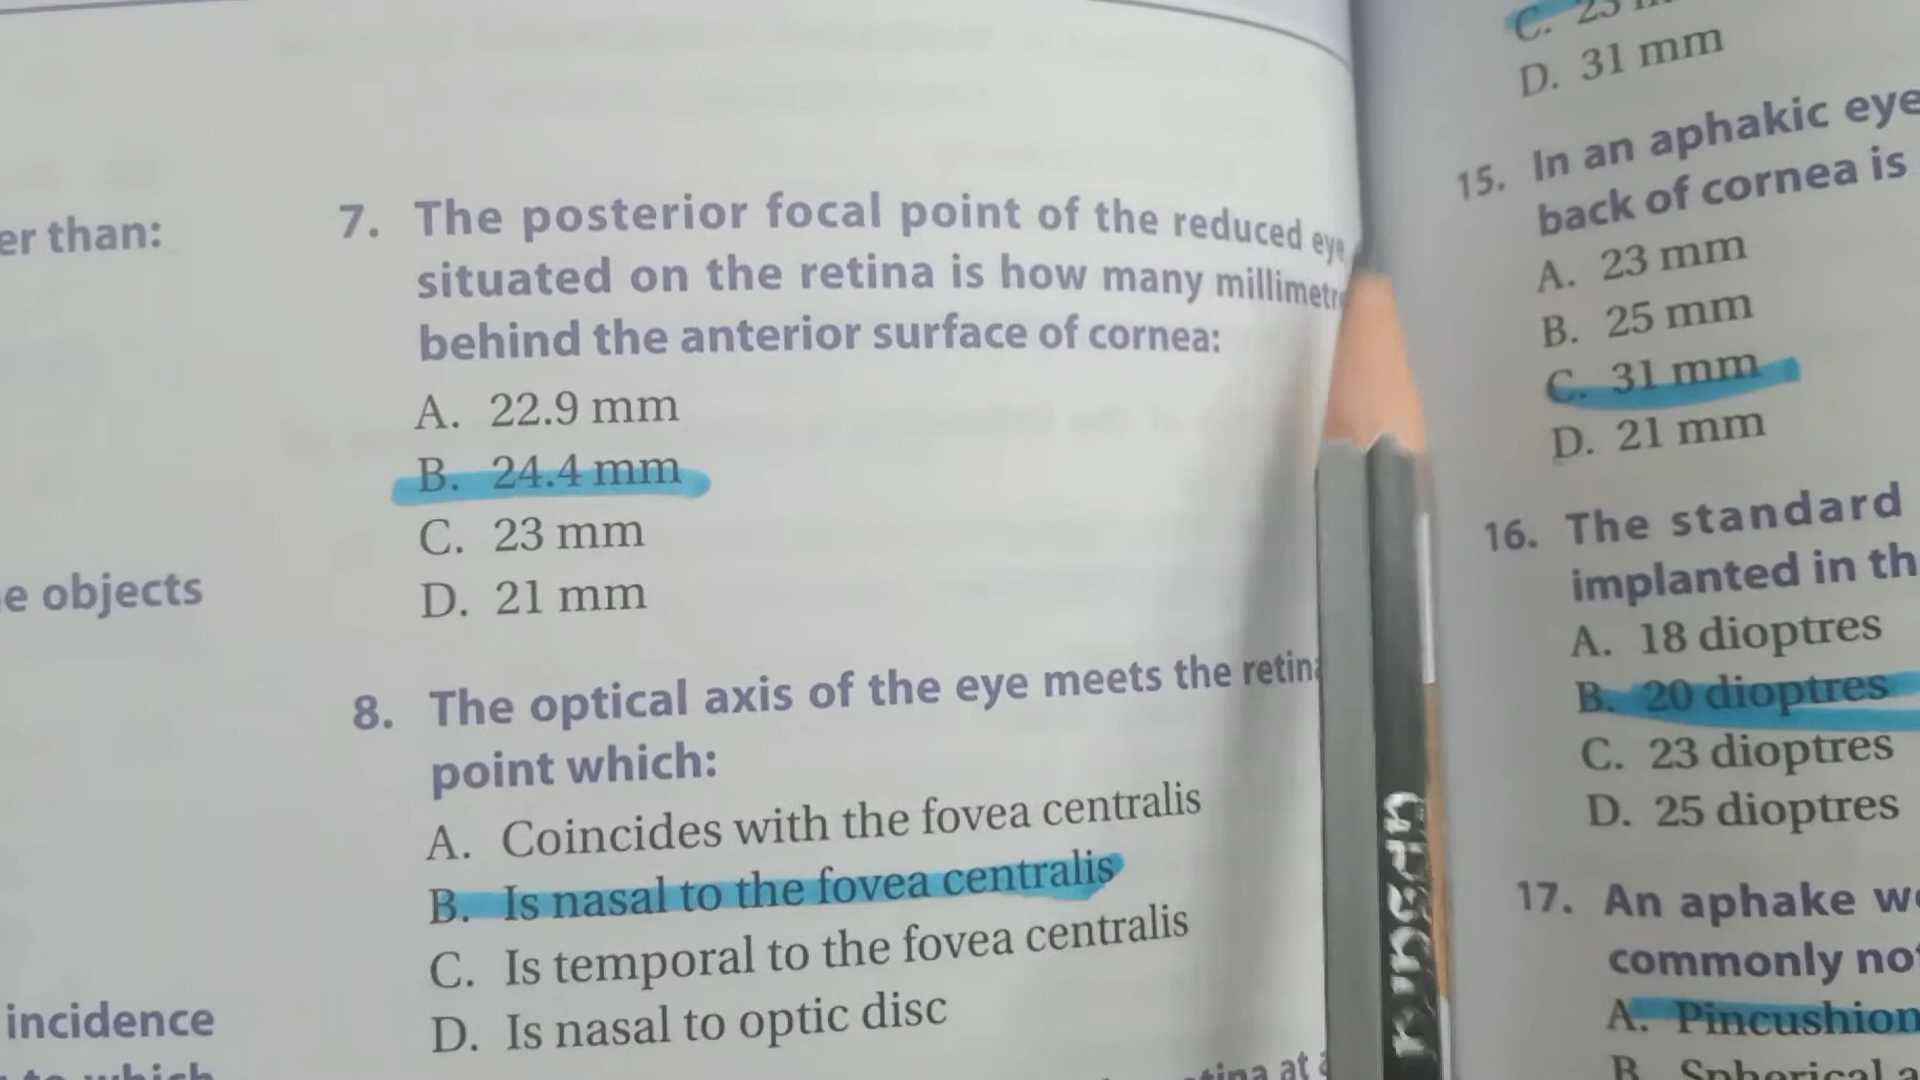 er than:
e objects
incidence
to which
7. The posterior focal point of the reduced eye
situated on the retina is how many millimetr
behind the anterior surface of cornea:
A. 22.9 mm
B. 24.4 mm
C. 23 mm
D. 21 mm
8. The optical axis of the eye meets the retina
point which:
A. Coincides with the fovea centralis
B. Is nasal to the fovea centralis
C. Is temporal to the fovea centralis
D. Is nasal to optic disc
at a
C. 23
D. 31 mm
15. In an aphakic eye
back of cornea is
A. 23 mm
B. 25 mm
C. 31 mm
D. 21 mm
16. The standard
implanted in th
A. 18 dioptres
B. 20 dioptres
C. 23 dioptres
D. 25 dioptres
17. An aphake
commonly no
A. Pincushion
B. Spherical a